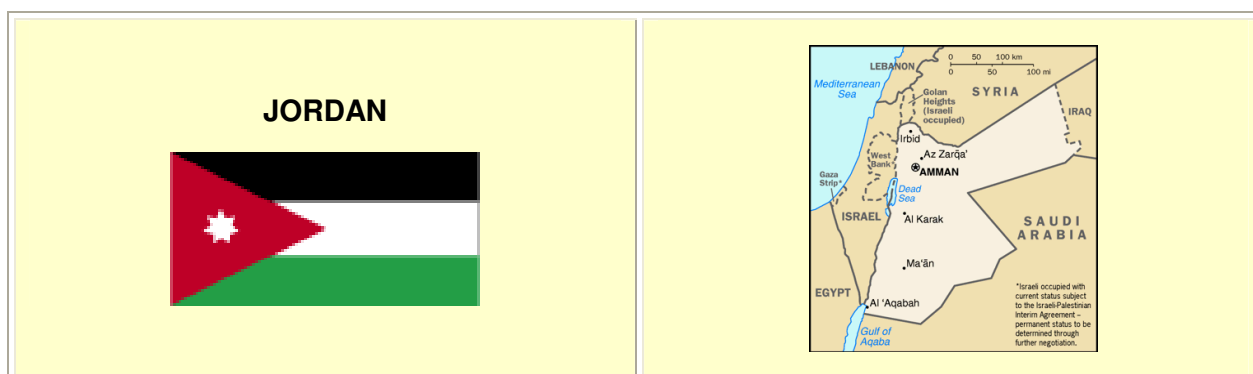 JORDAN
0 50 100 km
0 50 100 mi
LEBANON
Mediterranean
Sea
SYRIA
Golan
Heights
(Israeli
occupied)
IRAQ
Irbid
Az Zarqa'
West
Bank*
AMMAN
Gaza
Strip*
Dead
Sea
ISRAEL
Al Karak
SAUDI
ARABIA
Ma'ān
EGYPT
Al 'Aqabah
Gulf of
Aqaba
*Israeli occupied with
current status subject
to the Israeli-Palestinian
Interim Agreement –
permanent status to be
determined through
further negotiation.